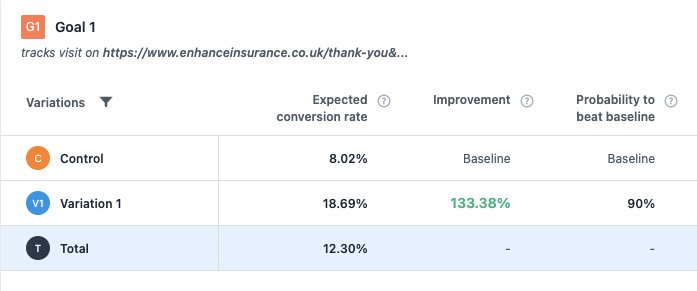 G1 Goal 1
tracks visit on https://www.enhanceinsurance.co.uk/thank-you&...
Variations Expected conversion rate ? Improvement ? Probability to beat baseline ?
C Control 8.02% Baseline Baseline
V1 Variation 1 18.69% 133.38% 90%
T Total 12.30% - -